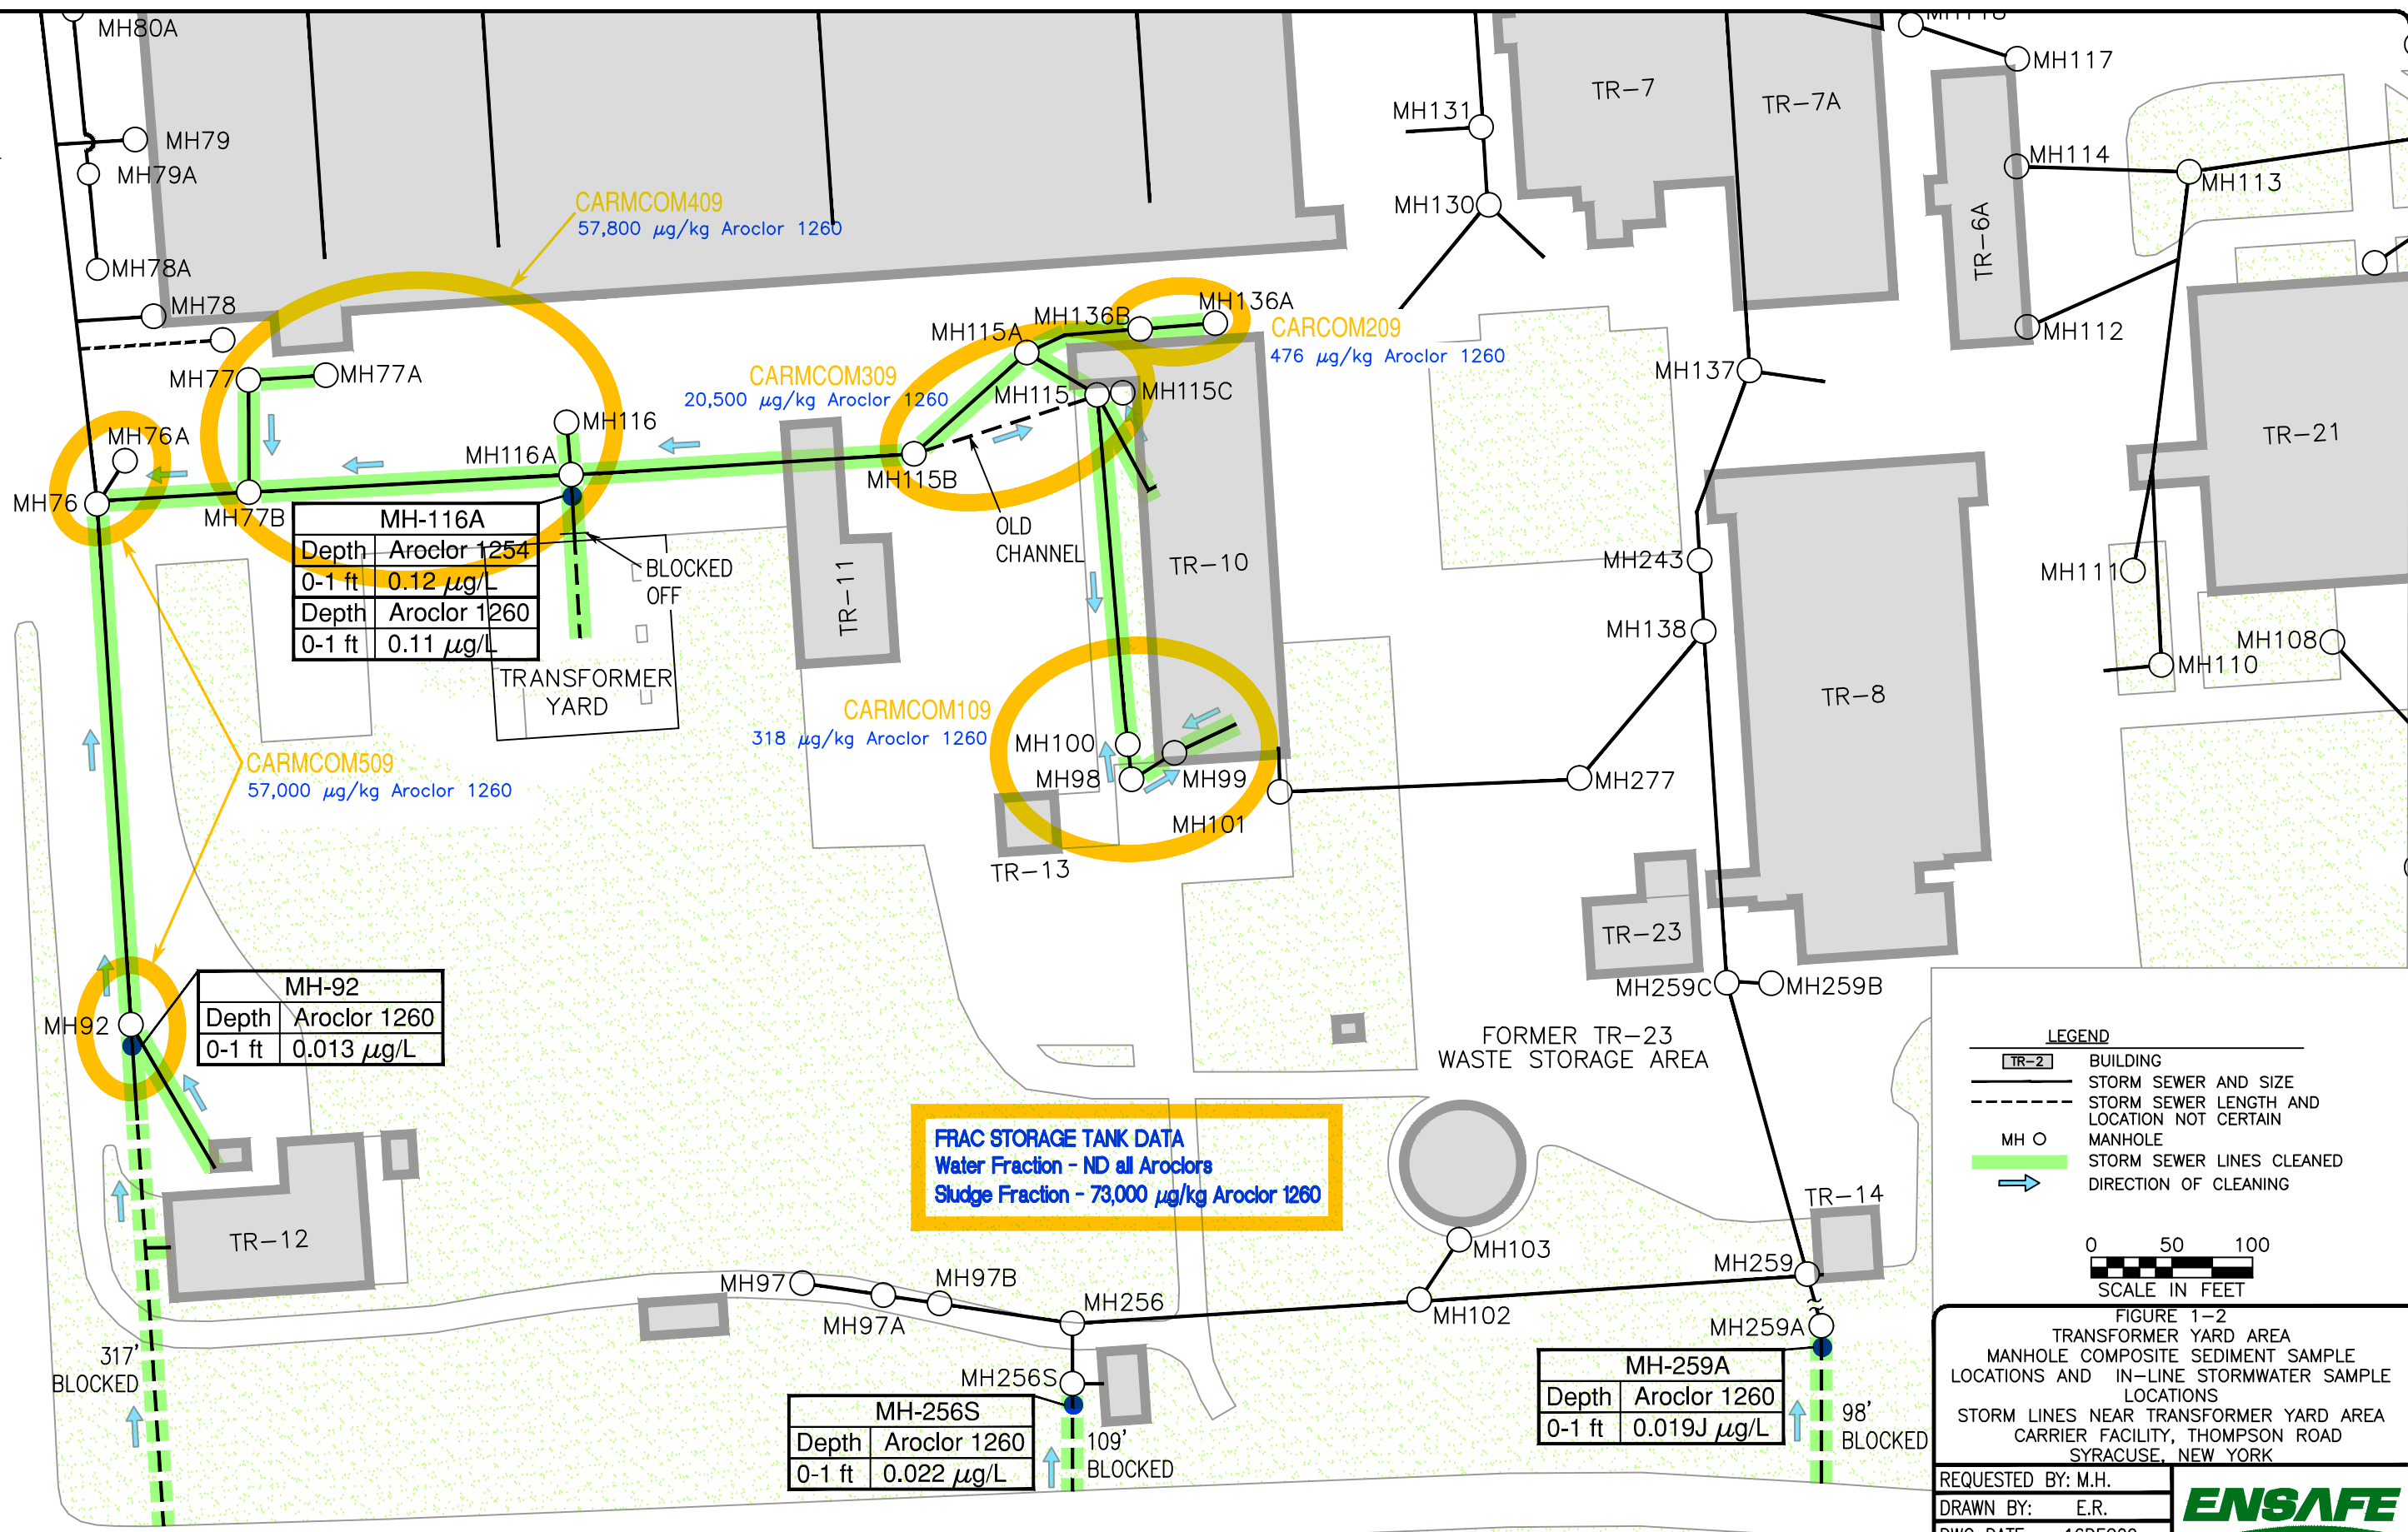 MH80A
MH79
MH79A
MH78A
MH78
MH77
MH77A
MH76A
MH76
MH77B
MH116
MH116A
CARMCOM409
57,800 µg/kg Aroclor 1260
MH-116A
Depth Aroclor 1254
0-1 ft 0.12 µg/L
Depth Aroclor 1260
0-1 ft 0.11 µg/L
BLOCKED
OFF
TRANSFORMER
YARD
CARMCOM509
57,000 µg/kg Aroclor 1260
MH92
MH-92
Depth Aroclor 1260
0-1 ft 0.013 µg/L
TR-12
317'
BLOCKED
CARMCOM309
20,500 µg/kg Aroclor 1260
MH115A
MH136B
MH136A
CARCOM209
476 µg/kg Aroclor 1260
MH115
MH115C
MH115B
OLD
CHANNEL
TR-11
TR-10
CARMCOM109
318 µg/kg Aroclor 1260
MH100
MH98
MH99
MH101
TR-13
MH131
MH130
TR-7
TR-7A
MH117
MH114
MH113
TR-6A
MH112
MH137
TR-21
MH243
MH138
MH111
MH110
MH108
TR-8
MH277
TR-23
MH259C
MH259B
FORMER TR-23
WASTE STORAGE AREA
FRAC STORAGE TANK DATA
Water Fraction - ND all Aroclors
Sludge Fraction - 73,000 µg/kg Aroclor 1260
MH97
MH97A
MH97B
MH256
MH256S
MH-256S
Depth Aroclor 1260
0-1 ft 0.022 µg/L
109'
BLOCKED
MH103
MH102
MH259
TR-14
MH259A
MH-259A
Depth Aroclor 1260
0-1 ft 0.019J µg/L
98'
BLOCKED
LEGEND
TR-2 BUILDING
STORM SEWER AND SIZE
STORM SEWER LENGTH AND
LOCATION NOT CERTAIN
MH MANHOLE
STORM SEWER LINES CLEANED
DIRECTION OF CLEANING
0 50 100
SCALE IN FEET
FIGURE 1-2
TRANSFORMER YARD AREA
MANHOLE COMPOSITE SEDIMENT SAMPLE
LOCATIONS AND IN-LINE STORMWATER SAMPLE
LOCATIONS
STORM LINES NEAR TRANSFORMER YARD AREA
CARRIER FACILITY, THOMPSON ROAD
SYRACUSE, NEW YORK
REQUESTED BY: M.H.
DRAWN BY: E.R.
ENSAFE